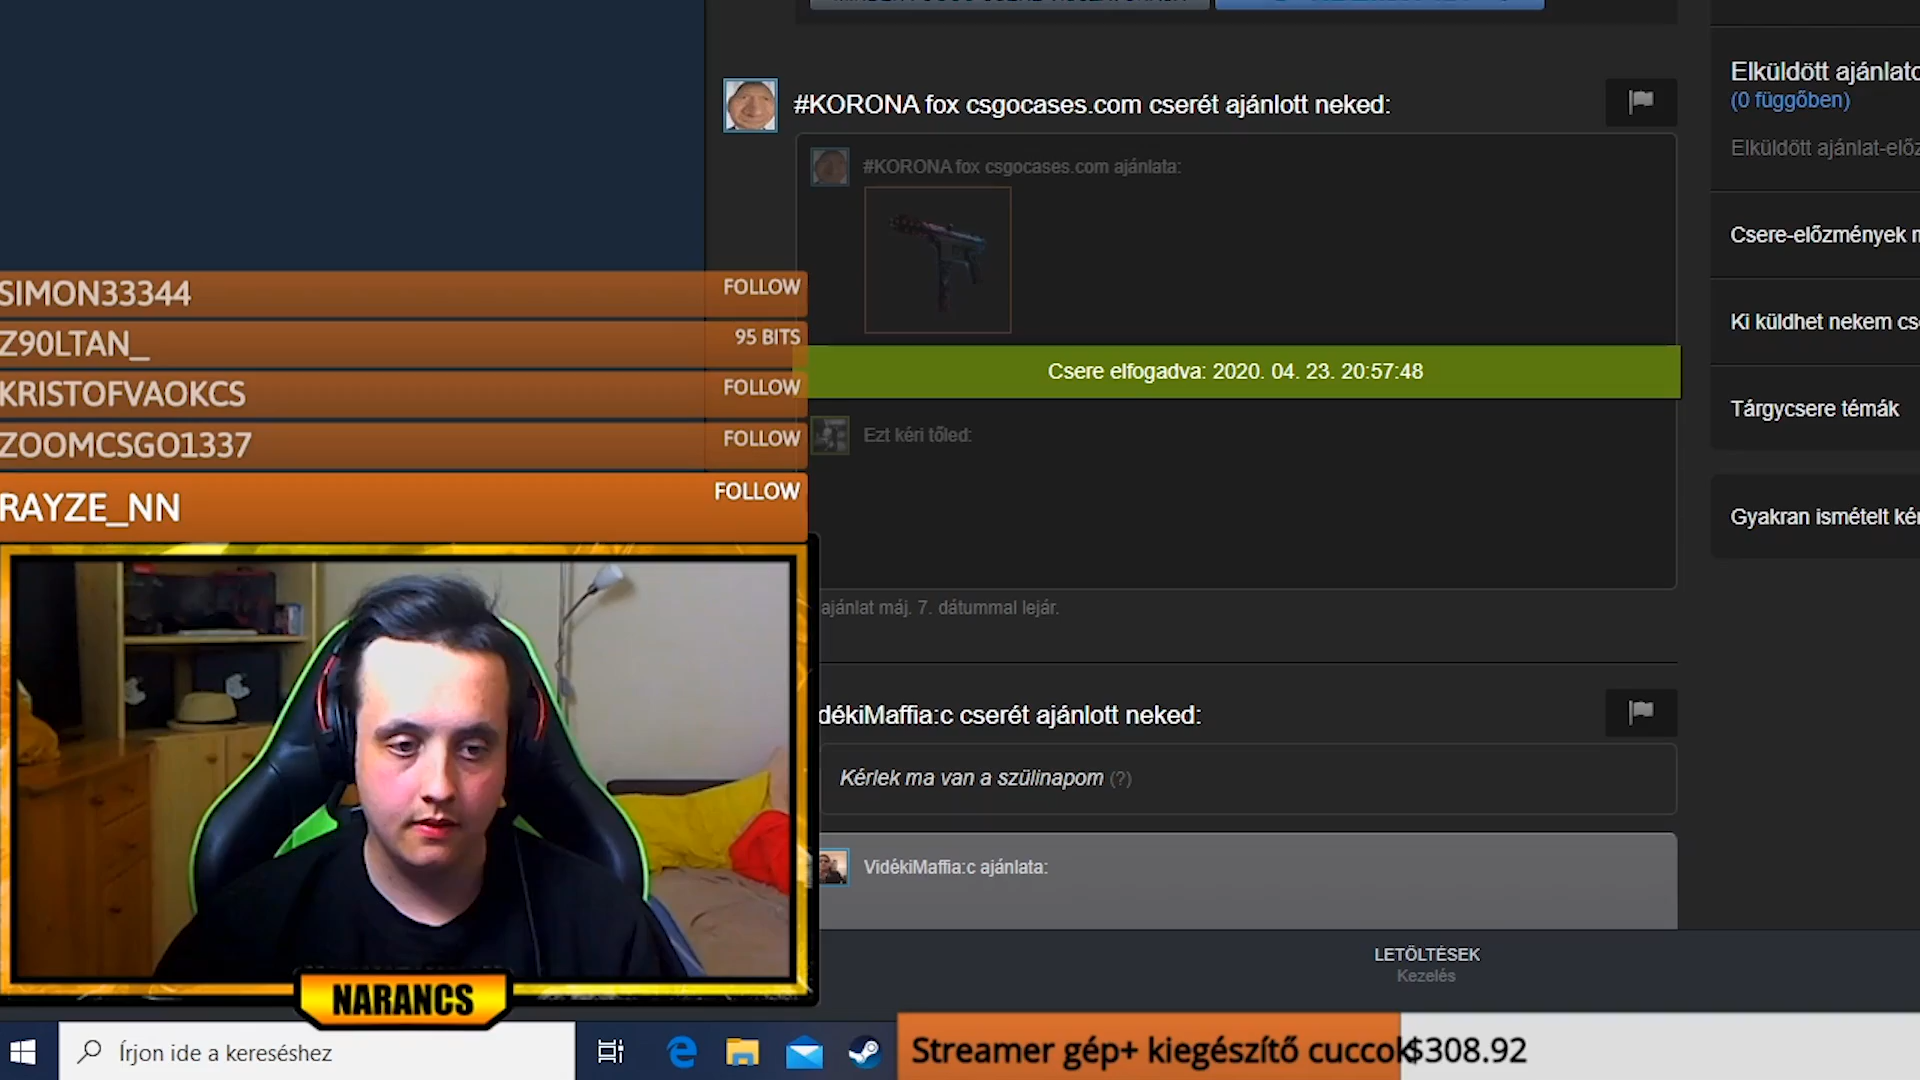 #KORONA fox csgocases.com cserét ajánlott neked:
#KORONA fox csgocases.com ajánlata:
Csere elfogadva: 2020. 04. 23. 20:57:48
Ezt kéri tőled:
ajánlat máj. 7. dátummal lejár.
dékiMaffia:c cserét ajánlott neked:
Kérlek ma van a szülinapom (?)
VidékiMaffia:c ajánlata:
Elküldött ajánlato
(0 függőben)
Elküldött ajánlat-előz
Csere-előzmények m
Ki küldhet nekem cse
Tárgycsere témák
Gyakran ismételt kér
SIMON33344 FOLLOW
Z90LTAN_ 95 BITS
KRISTOFVAOKCS FOLLOW
ZOOMCSGO1337 FOLLOW
RAYZE_NN FOLLOW
NARANCS
LETÖLTÉSEK
Kezelés
Írjon ide a kereséshez
Streamer gép+ kiegészítő cuccok $308.92